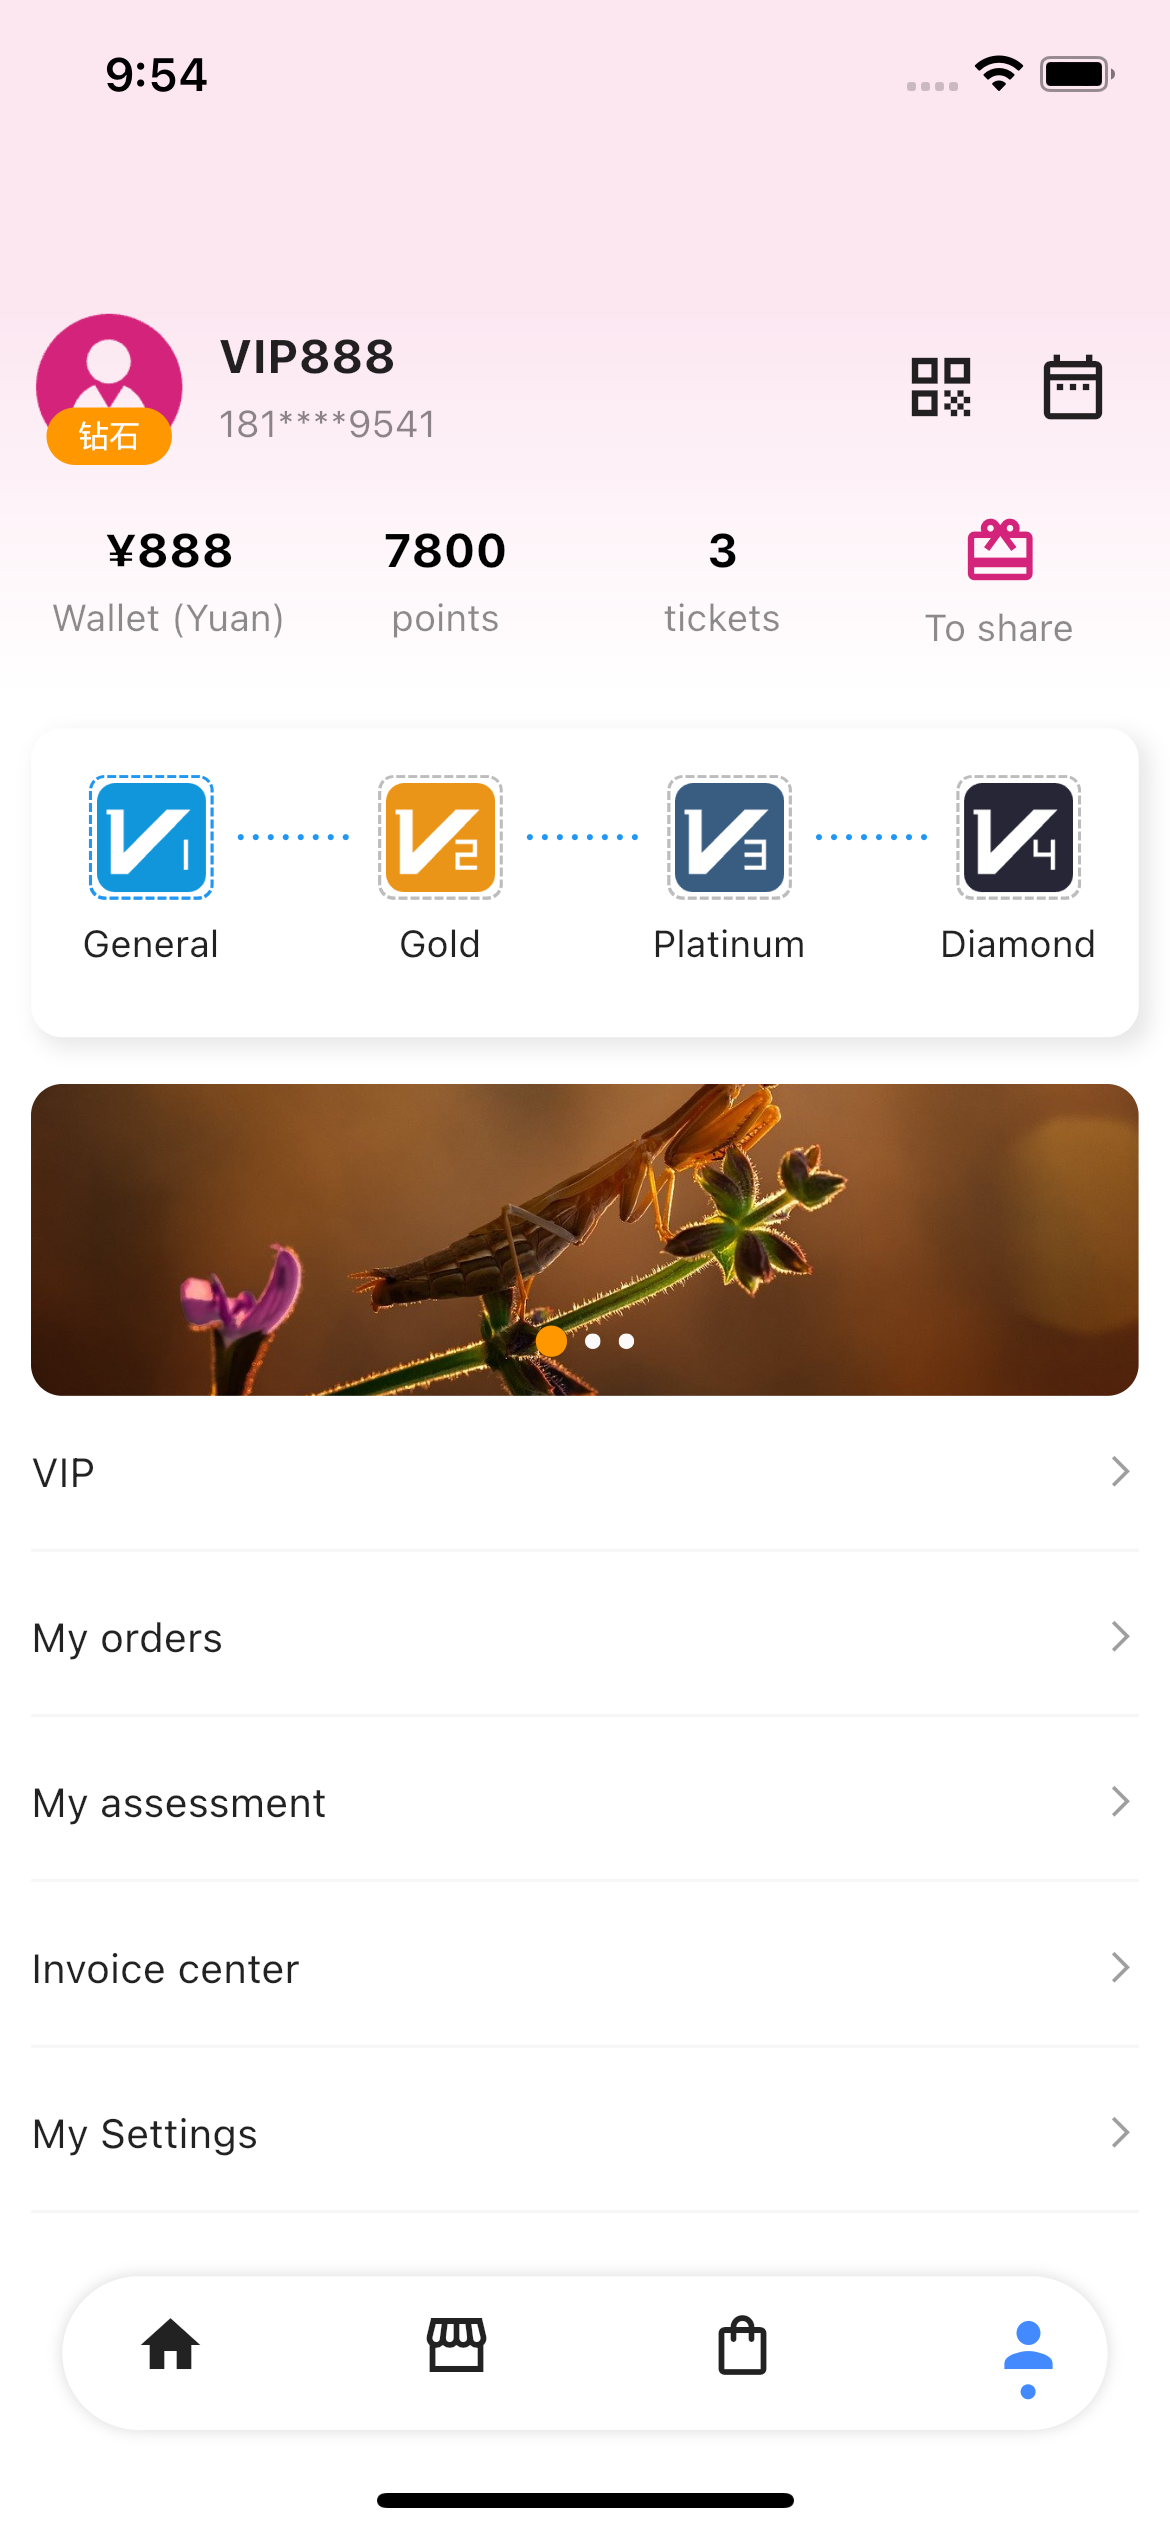 9:54
VIP888
181****9541
钻石
¥888 7800 3
Wallet (Yuan) points tickets To share
V1 V2 V3 V4
General Gold Platinum Diamond
VIP
My orders
My assessment
Invoice center
My Settings